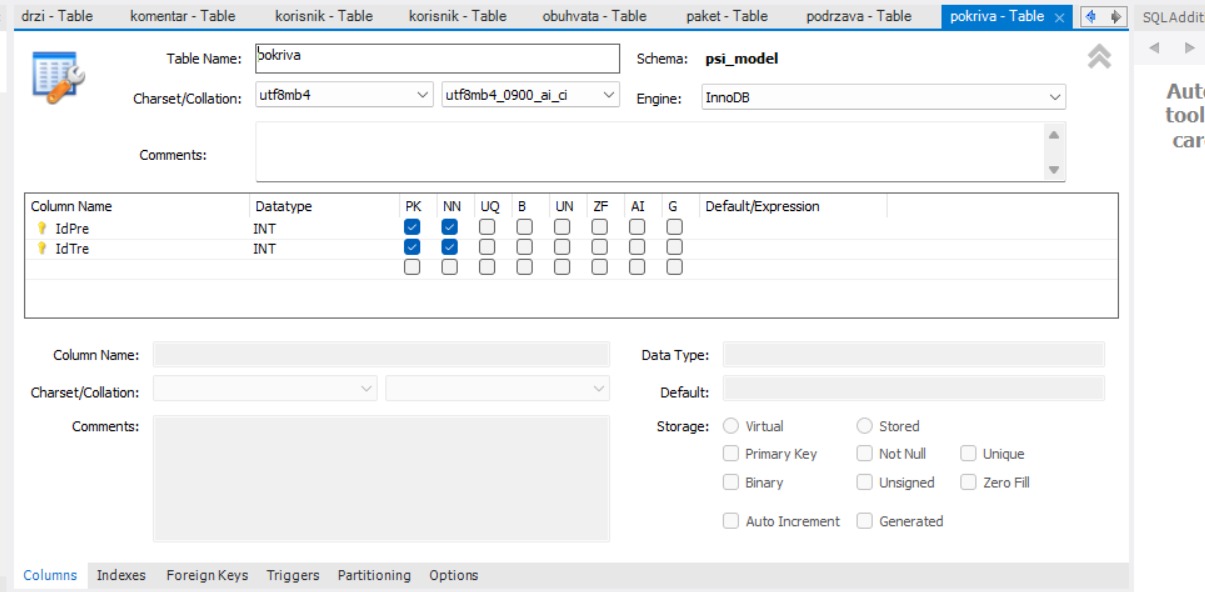 drzi - Table komentar - Table korisnik - Table korisnik - Table obuhvata - Table paket - Table podrzava - Table pokriva - Table SQLAddit
Table Name: pokriva Schema: psi_model
Charset/Collation: utf8mb4 utf8mb4_0900_ai_ci Engine: InnoDB
Comments:
Column Name Datatype PK NN UQ B UN ZF AI G Default/Expression
IdPre INT
IdTre INT
Column Name: Data Type:
Charset/Collation: Default:
Comments: Storage: Virtual Stored
Primary Key Not Null Unique
Binary Unsigned Zero Fill
Auto Increment Generated
Columns Indexes Foreign Keys Triggers Partitioning Options
Aut
tool
car